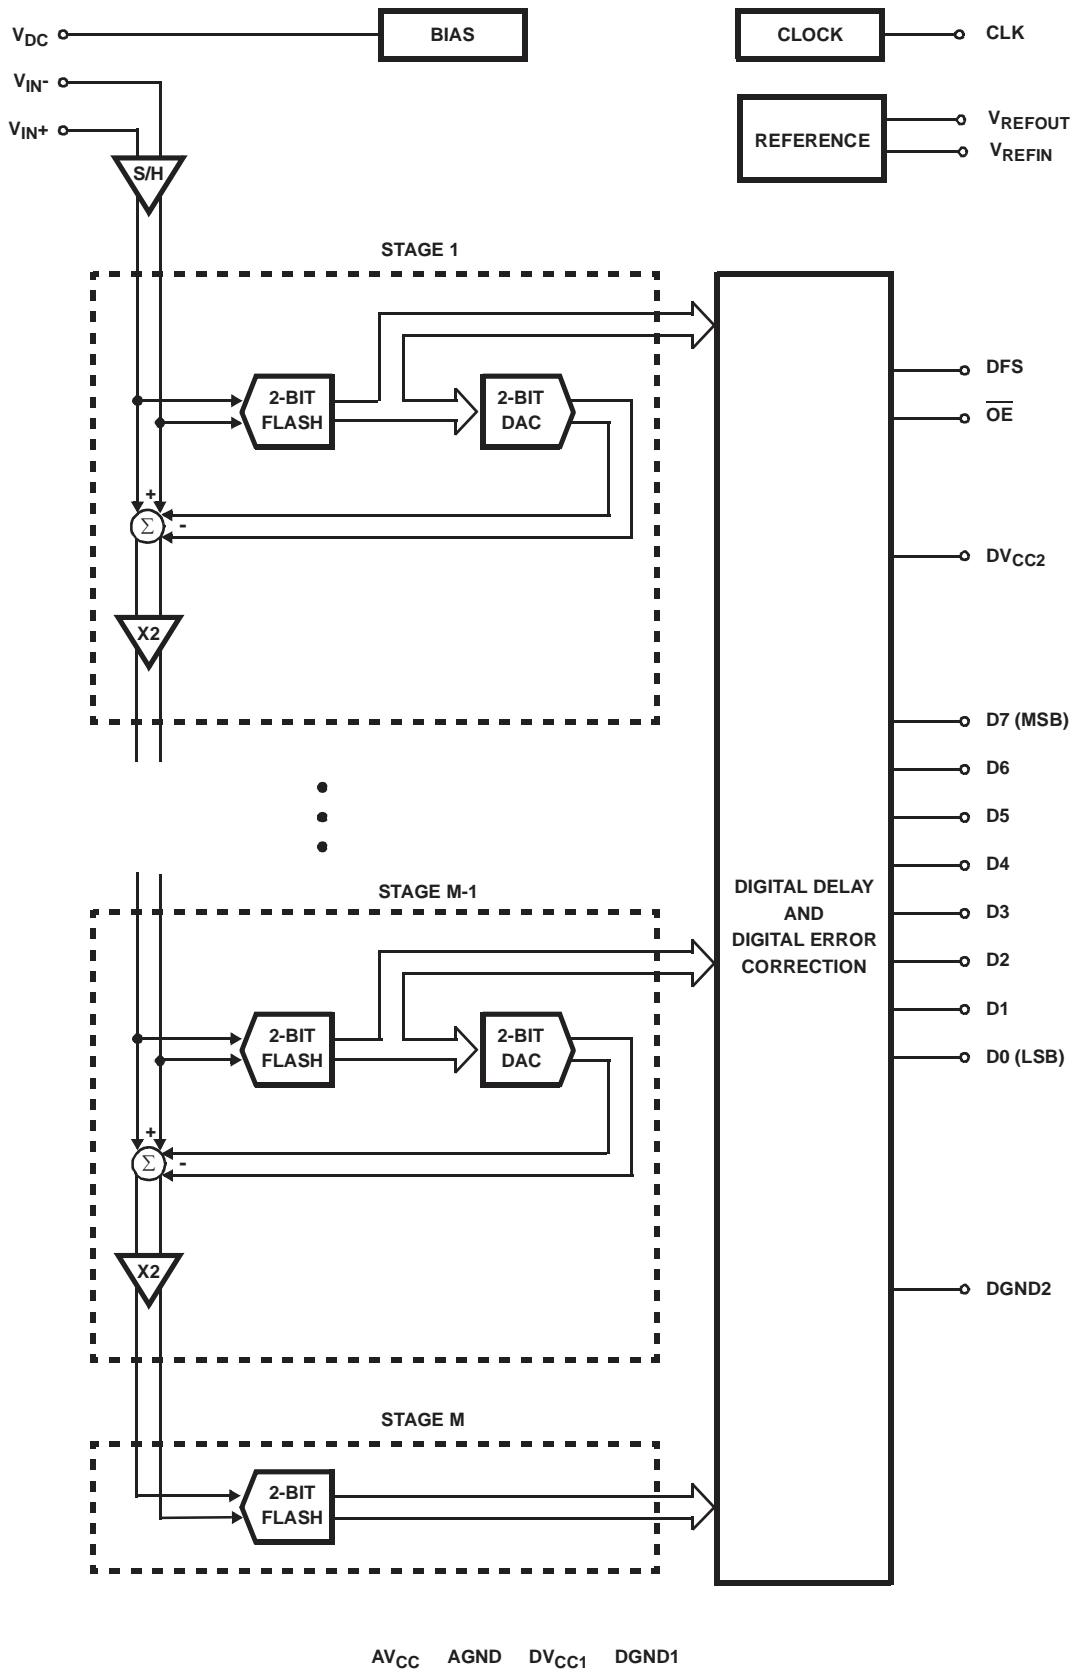 VDC
BIAS
CLOCK
CLK
VIN-
VIN+
S/H
REFERENCE
VREFOUT
VREFIN
STAGE 1
2-BIT
FLASH
2-BIT
DAC
+
Σ
-
X2
STAGE M-1
2-BIT
FLASH
2-BIT
DAC
+
Σ
-
X2
STAGE M
2-BIT
FLASH
DIGITAL DELAY
AND
DIGITAL ERROR
CORRECTION
DFS
O̅E̅
DVCC2
D7 (MSB)
D6
D5
D4
D3
D2
D1
D0 (LSB)
DGND2
AVCC AGND DVCC1 DGND1